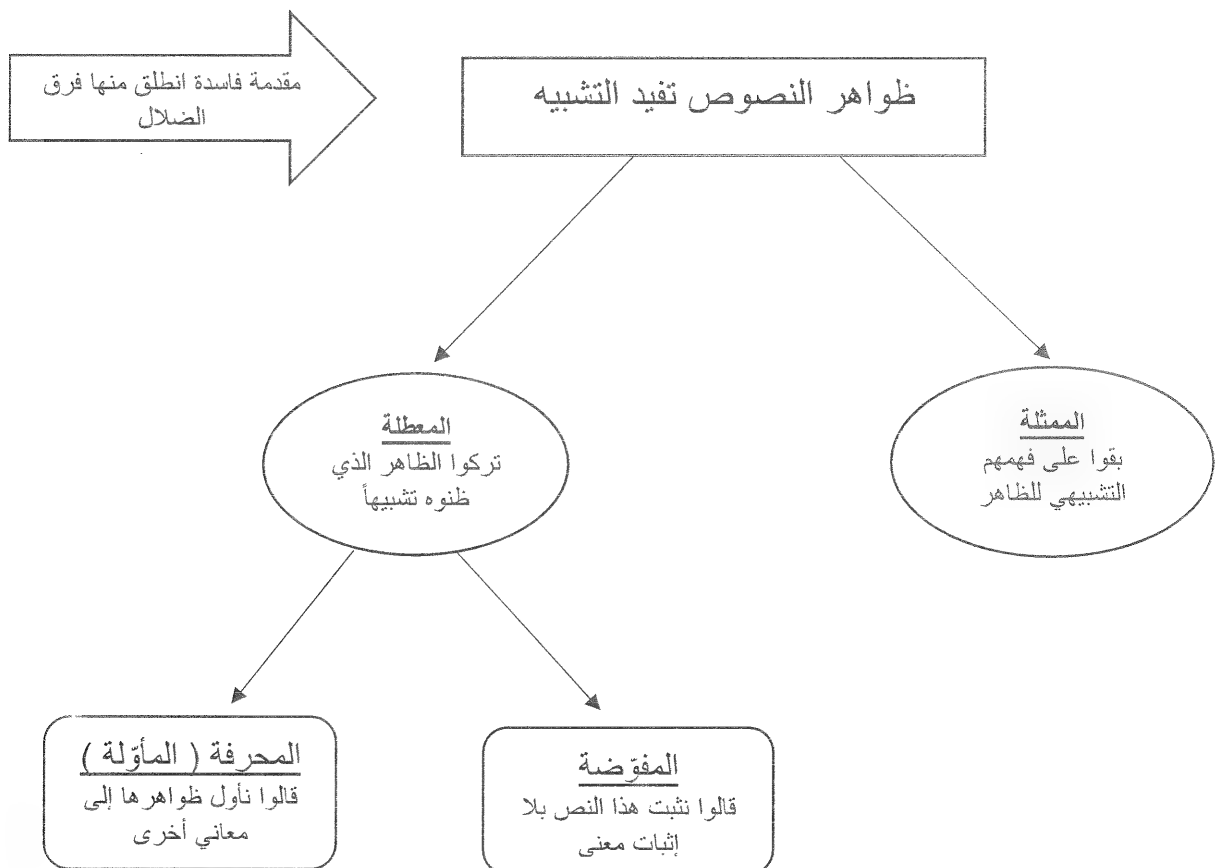 مقدمة فاسدة انطلق منها فرق
الضلال
ظواهر النصوص تفيد التشبيه
الممثلة
بقوا على فهمهم
التشبيهي للظاهر
المعطلة
تركوا الظاهر الذي
ظنوه تشبيهاً
المفوّضة
قالوا نثبت هذا النص بلا
إثبات معنى
المحرفة ( المأوّلة )
قالوا نأول ظواهرها إلى
معاني أخرى